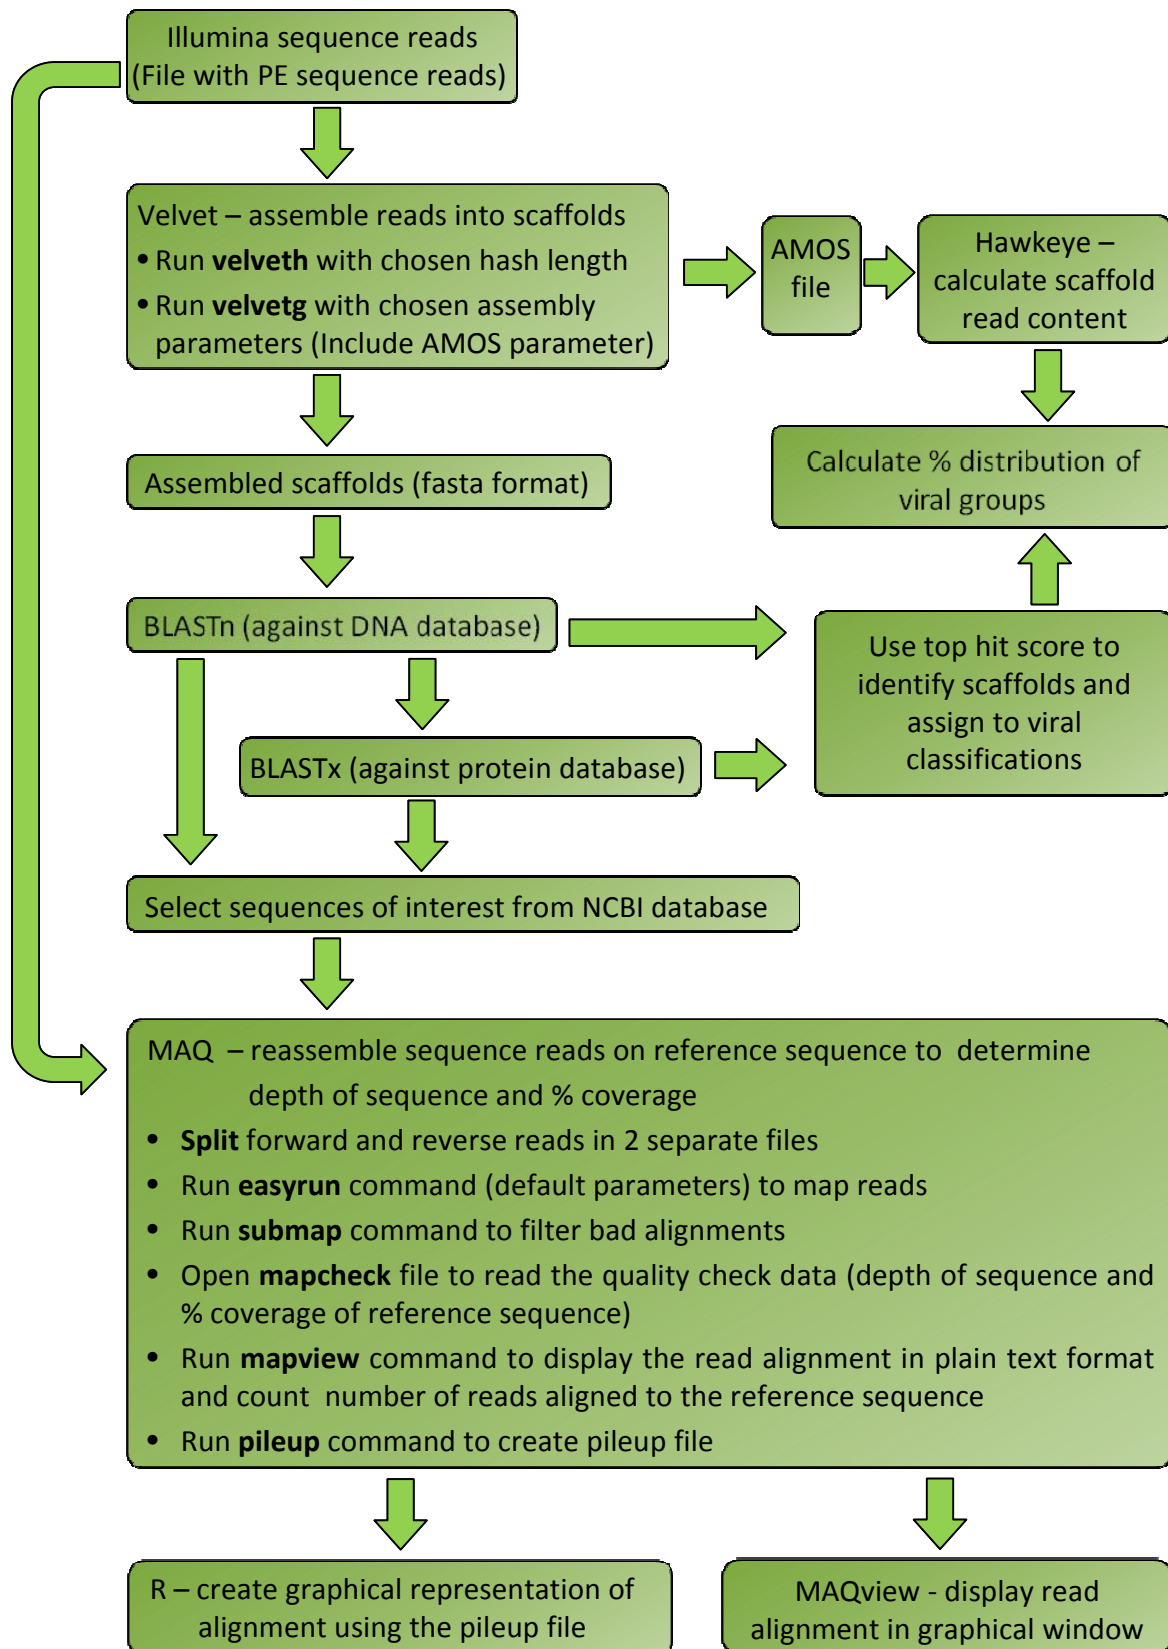 Illumina sequence reads
(File with PE sequence reads)
Velvet – assemble reads into scaffolds
• Run velveth with chosen hash length
• Run velvetg with chosen assembly
parameters (Include AMOS parameter)
AMOS
file
Hawkeye –
calculate scaffold
read content
Assembled scaffolds (fasta format)
Calculate % distribution of
viral groups
BLASTn (against DNA database)
Use top hit score to
identify scaffolds and
assign to viral
classifications
BLASTx (against protein database)
Select sequences of interest from NCBI database
MAQ – reassemble sequence reads on reference sequence to determine
depth of sequence and % coverage
• Split forward and reverse reads in 2 separate files
• Run easyrun command (default parameters) to map reads
• Run submap command to filter bad alignments
• Open mapcheck file to read the quality check data (depth of sequence and
% coverage of reference sequence)
• Run mapview command to display the read alignment in plain text format
and count number of reads aligned to the reference sequence
• Run pileup command to create pileup file
R – create graphical representation of
alignment using the pileup file
MAQview - display read
alignment in graphical window